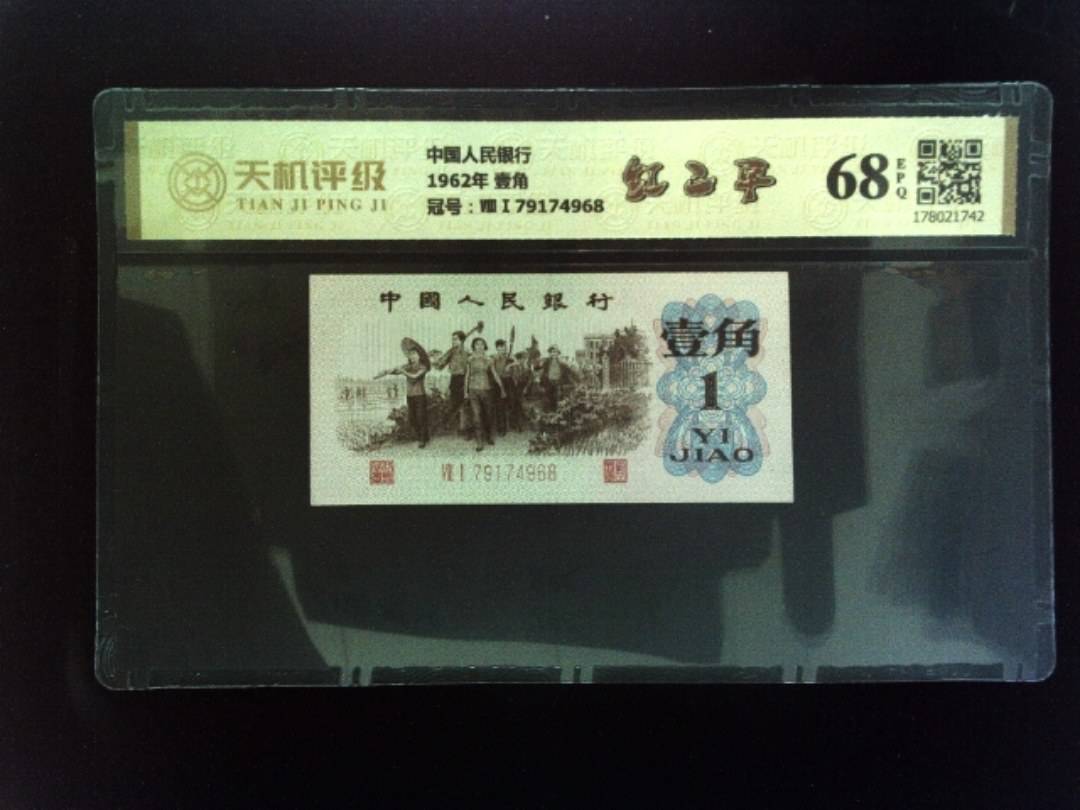 天机评级
TIAN JI PING JI
中国人民银行
1962年 壹角
冠号：Ⅷ Ⅰ 79174968
红二平
68
EPQ
178021742
中國人民銀行
壹角
1
YI
JIAO
Ⅷ Ⅰ 79174968